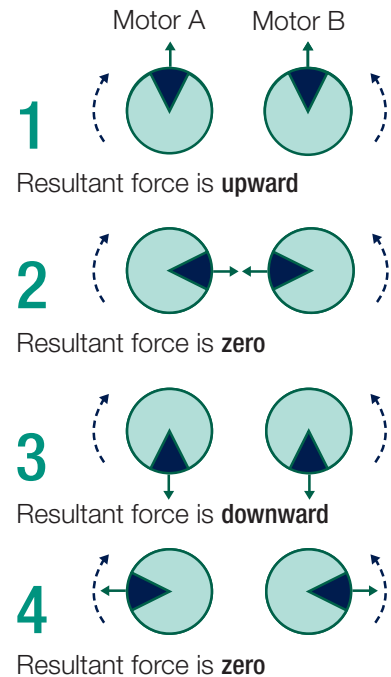 Motor A Motor B
1
Resultant force is upward
2
Resultant force is zero
3
Resultant force is downward
4
Resultant force is zero